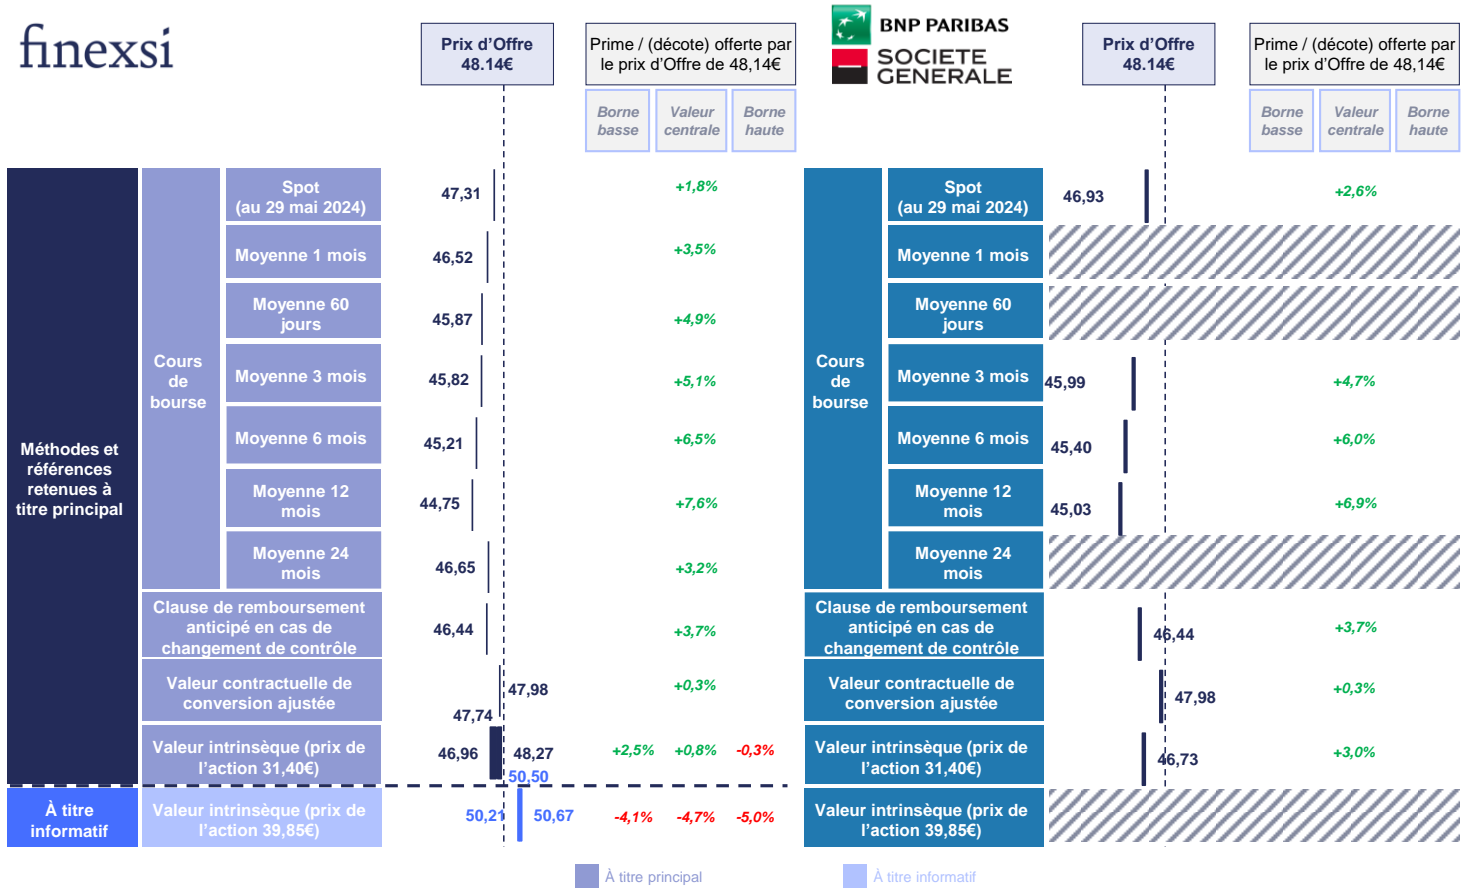 finexsi
Prix d'Offre
48.14€
Prime / (décote) offerte par
le prix d'Offre de 48,14€
Borne
basse
Valeur
centrale
Borne
haute
BNP PARIBAS
SOCIETE
GENERALE
Prix d'Offre
48.14€
Prime / (décote) offerte par
le prix d'Offre de 48,14€
Borne
basse
Valeur
centrale
Borne
haute
Méthodes et
références
retenues à
titre principal
Cours
de
bourse
Spot
(au 29 mai 2024)
47,31
+1,8%
Moyenne 1 mois
46,52
+3,5%
Moyenne 60
jours
45,87
+4,9%
Moyenne 3 mois
45,82
+5,1%
Moyenne 6 mois
45,21
+6,5%
Moyenne 12
mois
44,75
+7,6%
Moyenne 24
mois
46,65
+3,2%
Clause de remboursement
anticipé en cas de
changement de contrôle
46,44
+3,7%
Valeur contractuelle de
conversion ajustée
47,98
+0,3%
47,74
Valeur intrinsèque (prix de
l'action 31,40€)
46,96
48,27
+2,5%
+0,8%
-0,3%
50,50
À titre
informatif
Valeur intrinsèque (prix de
l'action 39,85€)
50,21
50,67
-4,1%
-4,7%
-5,0%
Cours
de
bourse
Spot
(au 29 mai 2024)
46,93
+2,6%
Moyenne 1 mois
Moyenne 60
jours
Moyenne 3 mois
45,99
+4,7%
Moyenne 6 mois
45,40
+6,0%
Moyenne 12
mois
45,03
+6,9%
Moyenne 24
mois
Clause de remboursement
anticipé en cas de
changement de contrôle
46,44
+3,7%
Valeur contractuelle de
conversion ajustée
47,98
+0,3%
Valeur intrinsèque (prix de
l'action 31,40€)
46,73
+3,0%
Valeur intrinsèque (prix de
l'action 39,85€)
À titre principal
À titre informatif